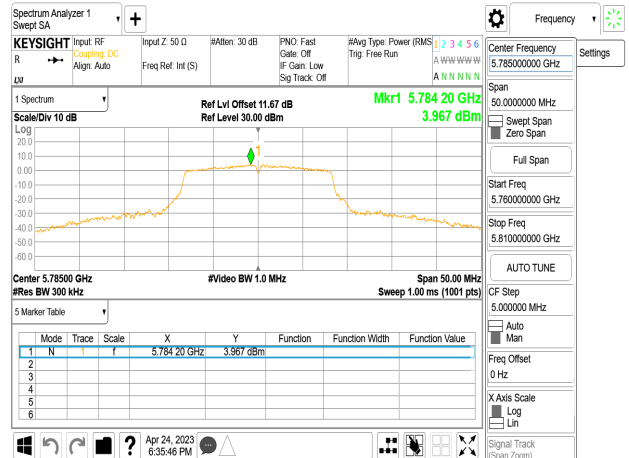 Spectrum Analyzer 1
Swept SA
Frequency
KEYSIGHT
R
Input: RF
Coupling: DC
Align: Auto
Input Z: 50 Ω
Freq Ref: Int (S)
#Atten: 30 dB
PNO: Fast
Gate: Off
IF Gain: Low
Sig Track: Off
#Avg Type: Power (RMS
Trig: Free Run
1 2 3 4 5 6
A W W W W W
A N N N N N
Center Frequency
5.785000000 GHz
Settings
Span
50.0000000 MHz
Swept Span
Zero Span
Full Span
Start Freq
5.760000000 GHz
Stop Freq
5.810000000 GHz
AUTO TUNE
CF Step
5.000000 MHz
Auto
Man
Freq Offset
0 Hz
X Axis Scale
Log
Lin
Signal Track
(Span Zoom)
1 Spectrum
Scale/Div 10 dB
Ref Lvl Offset 11.67 dB
Ref Level 30.00 dBm
Mkr1 5.784 20 GHz
3.967 dBm
Log
20.0
10.0
0.00
-10.0
-20.0
-30.0
-40.0
-50.0
-60.0
1
Center 5.78500 GHz
#Res BW 300 kHz
#Video BW 1.0 MHz
Span 50.00 MHz
Sweep 1.00 ms (1001 pts)
5 Marker Table
Mode Trace Scale X Y Function Function Width Function Value
1 N 1 f 5.784 20 GHz 3.967 dBm
2
3
4
5
6
?
Apr 24, 2023
6:35:46 PM